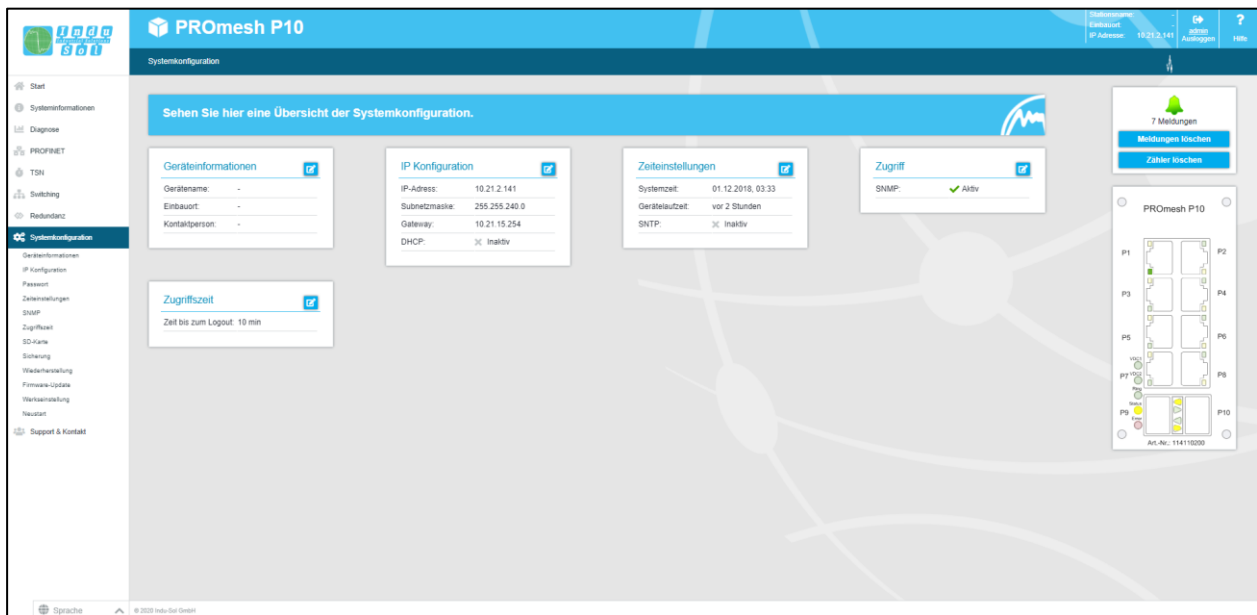 Indu
Sol
PROmesh P10
Stationsname: -
Einbauort: -
IP Adresse: 10.21.2.141
admin
Ausloggen
?
Hilfe
Systemkonfiguration
Start
Systeminformationen
Diagnose
PROFINET
TSN
Switching
Redundanz
Systemkonfiguration
Geräteinformationen
IP Konfiguration
Passwort
Zeiteinstellungen
SNMP
Zugriffszeit
SD-Karte
Sicherung
Wiederherstellung
Firmware-Update
Werkseinstellung
Neustart
Support & Kontakt
Sehen Sie hier eine Übersicht der Systemkonfiguration.
Geräteinformationen
Gerätename: -
Einbauort: -
Kontaktperson: -
IP Konfiguration
IP-Adress: 10.21.2.141
Subnetzmaske: 255.255.240.0
Gateway: 10.21.15.254
DHCP: Inaktiv
Zeiteinstellungen
Systemzeit: 01.12.2018, 03:33
Gerätelaufzeit: vor 2 Stunden
SNTP: Inaktiv
Zugriff
SNMP: Aktiv
Zugriffszeit
Zeit bis zum Logout: 10 min
7 Meldungen
Meldungen löschen
Zähler löschen
PROmesh P10
P1 P2
P3 P4
P5 P6
VDC1
P7 VDC2 P8
Ring
Status
P9 P10
Error
Art.-Nr.: 114110200
Sprache
© 2020 Indu-Sol GmbH